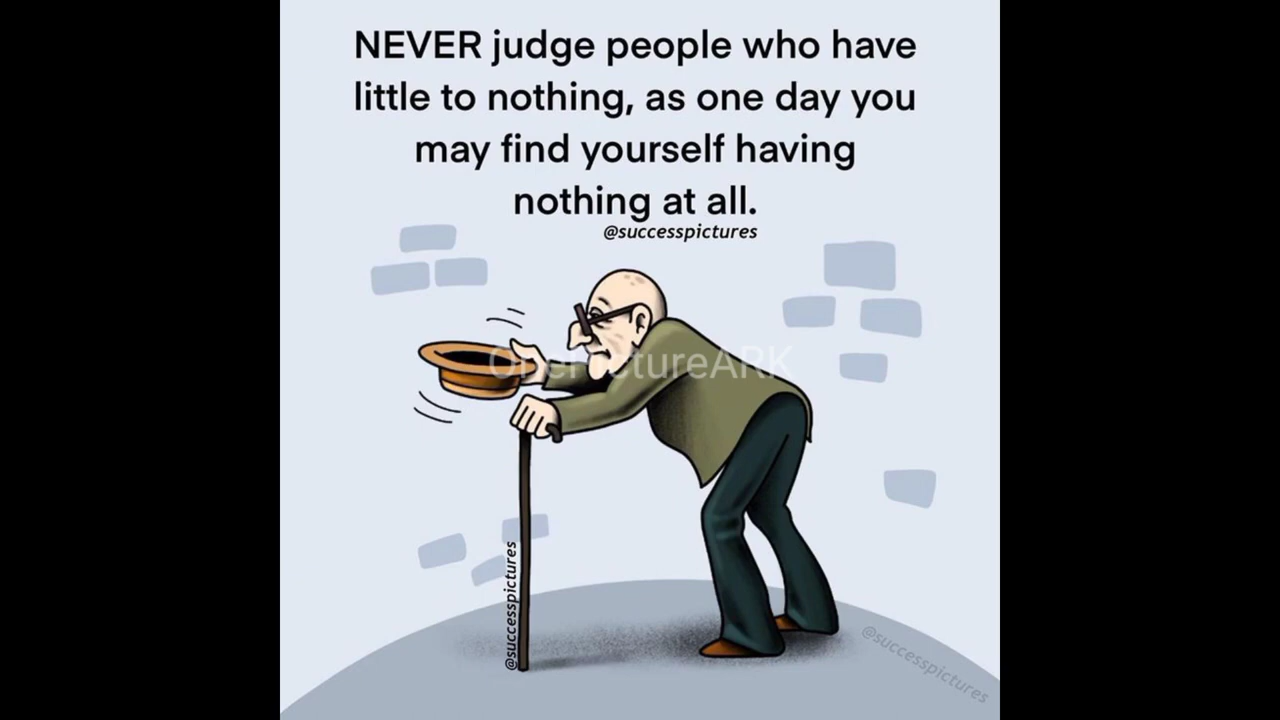 NEVER judge people who have
little to nothing, as one day you
may find yourself having
nothing at all.
@successpictures
OnePictureARK
@successpictures
@successpictures